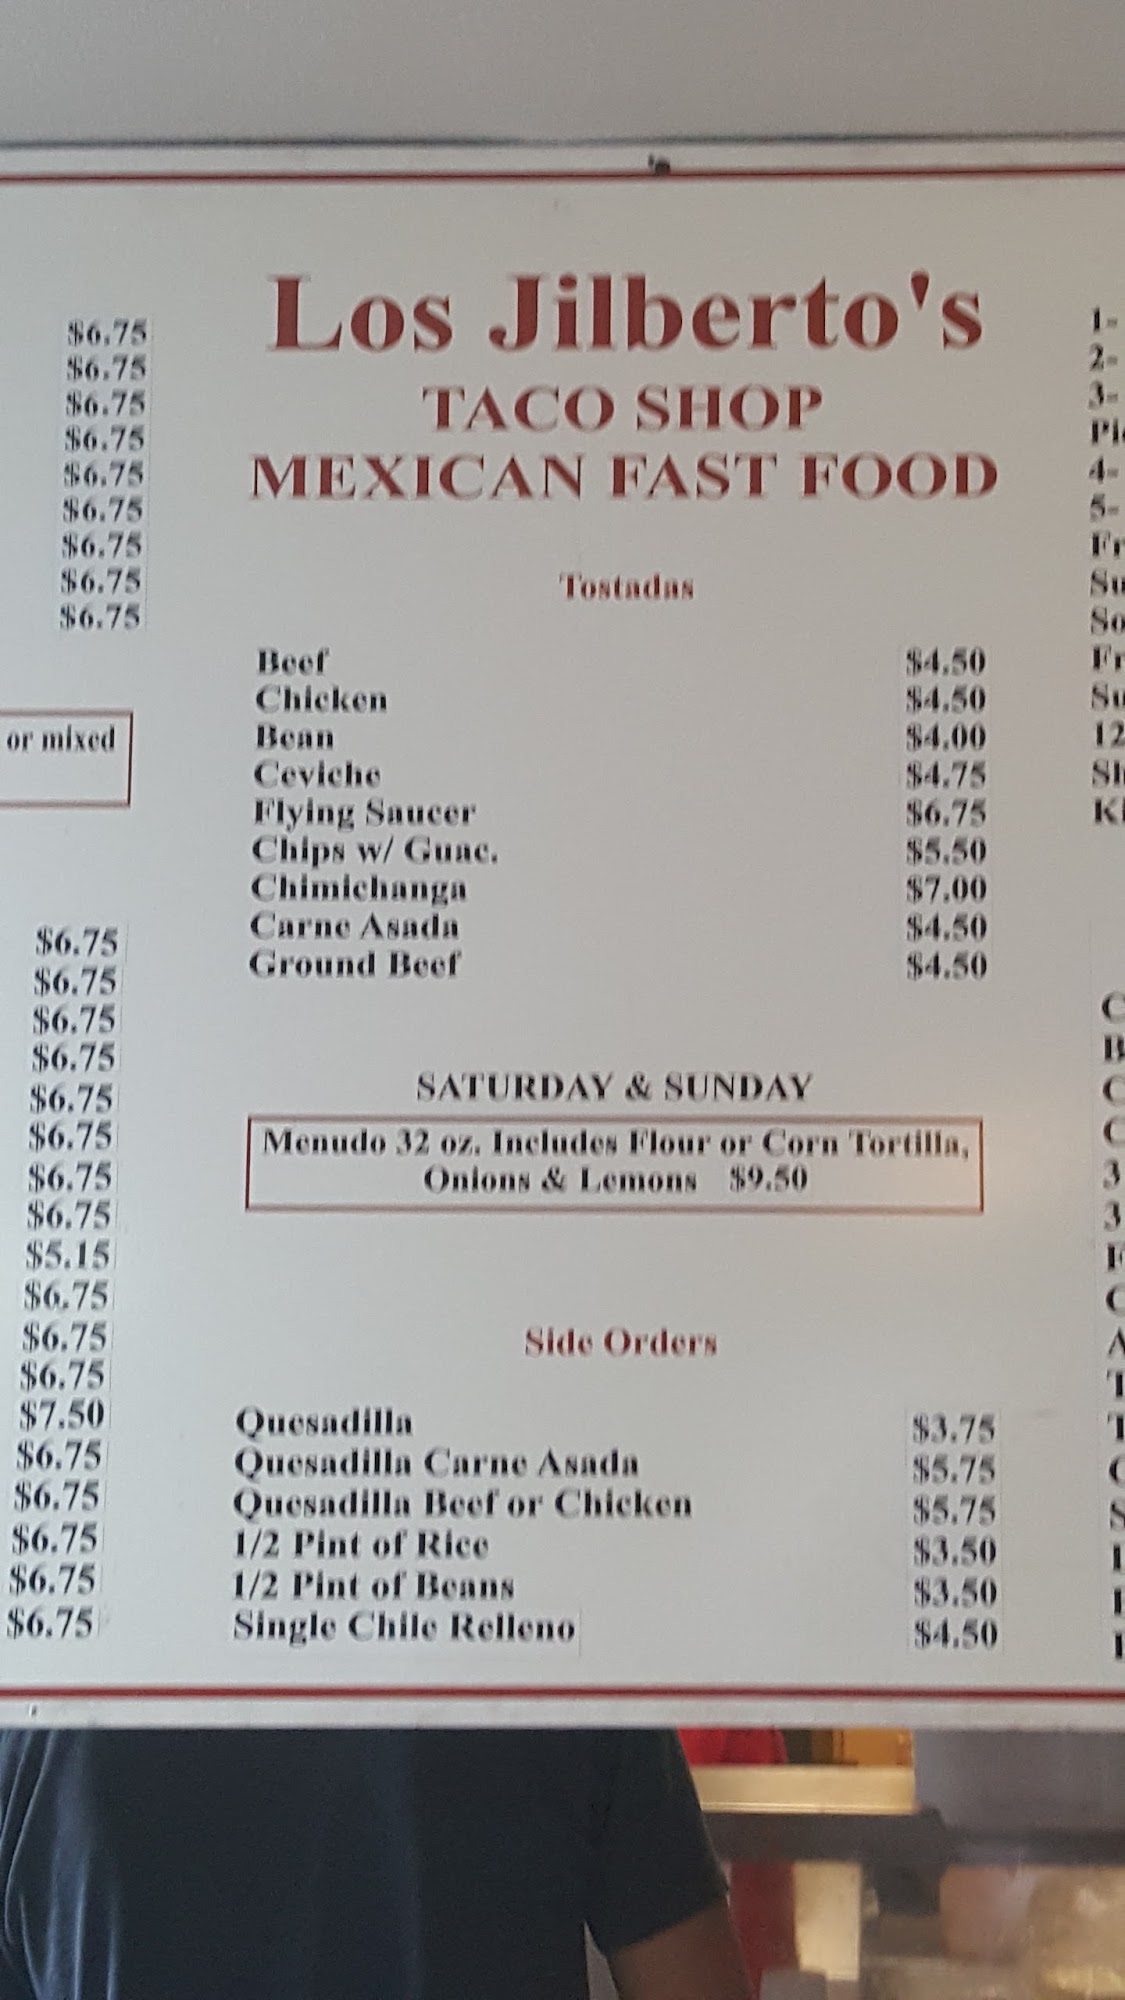 $6.75
$6.75
$6.75
$6.75
$6.75
$6.75
$6.75
$6.75
$6.75
or mixed
$6.75
$6.75
$6.75
$6.75
$6.75
$6.75
$6.75
$6.75
$5.15
$6.75
$6.75
$6.75
$7.50
$6.75
$6.75
$6.75
$6.75
$6.75
Los Jilberto's
TACO SHOP
MEXICAN FAST FOOD
Tostadas
Beef $4.50
Chicken $4.50
Bean $4.00
Ceviche $4.75
Flying Saucer $6.75
Chips w/ Guac. $5.50
Chimichanga $7.00
Carne Asada $4.50
Ground Beef $4.50
SATURDAY & SUNDAY
Menudo 32 oz. Includes Flour or Corn Tortilla,
Onions & Lemons $9.50
Side Orders
Quesadilla $3.75
Quesadilla Carne Asada $5.75
Quesadilla Beef or Chicken $5.75
1/2 Pint of Rice $3.50
1/2 Pint of Beans $3.50
Single Chile Relleno $4.50
1-
2-
3-
4-
5-